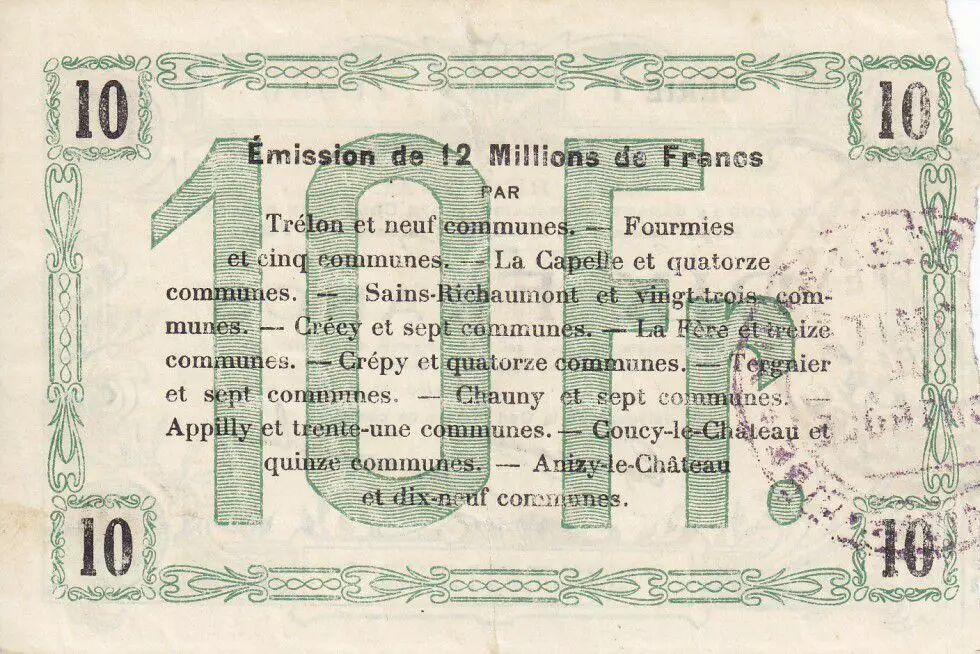 10 10
Émission de 12 Millions de Francs
PAR
Trélon et neuf communes. — Fourmies
et cinq communes. — La Capelle et quatorze
communes. — Sains-Richaumont et vingt-trois com-
munes. — Crécy et sept communes. — La Fère et treize
communes. — Crépy et quatorze communes. — Tergnier
et sept communes. — Chauny et sept communes. —
Appilly et trente-une communes. — Coucy-le-Château et
quinze communes. — Anizy-le-Château
et dix-neuf communes.
10 Fr.
10 10